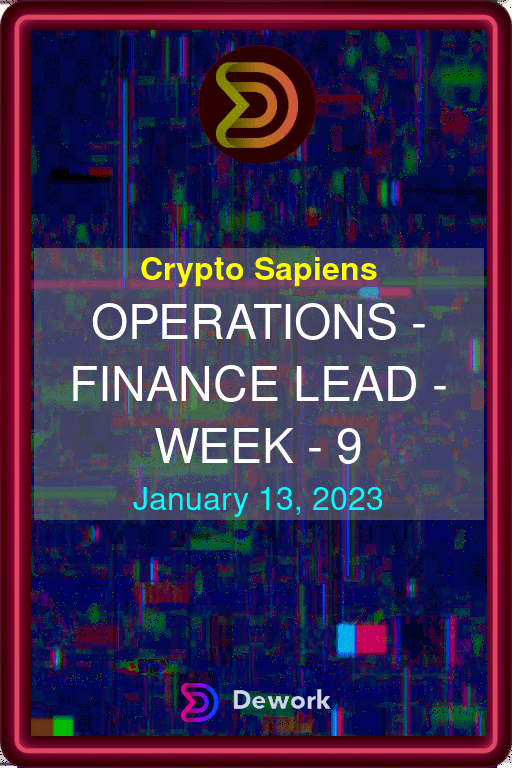 Crypto Sapiens
OPERATIONS -
FINANCE LEAD -
WEEK - 9
January 13, 2023
Dework